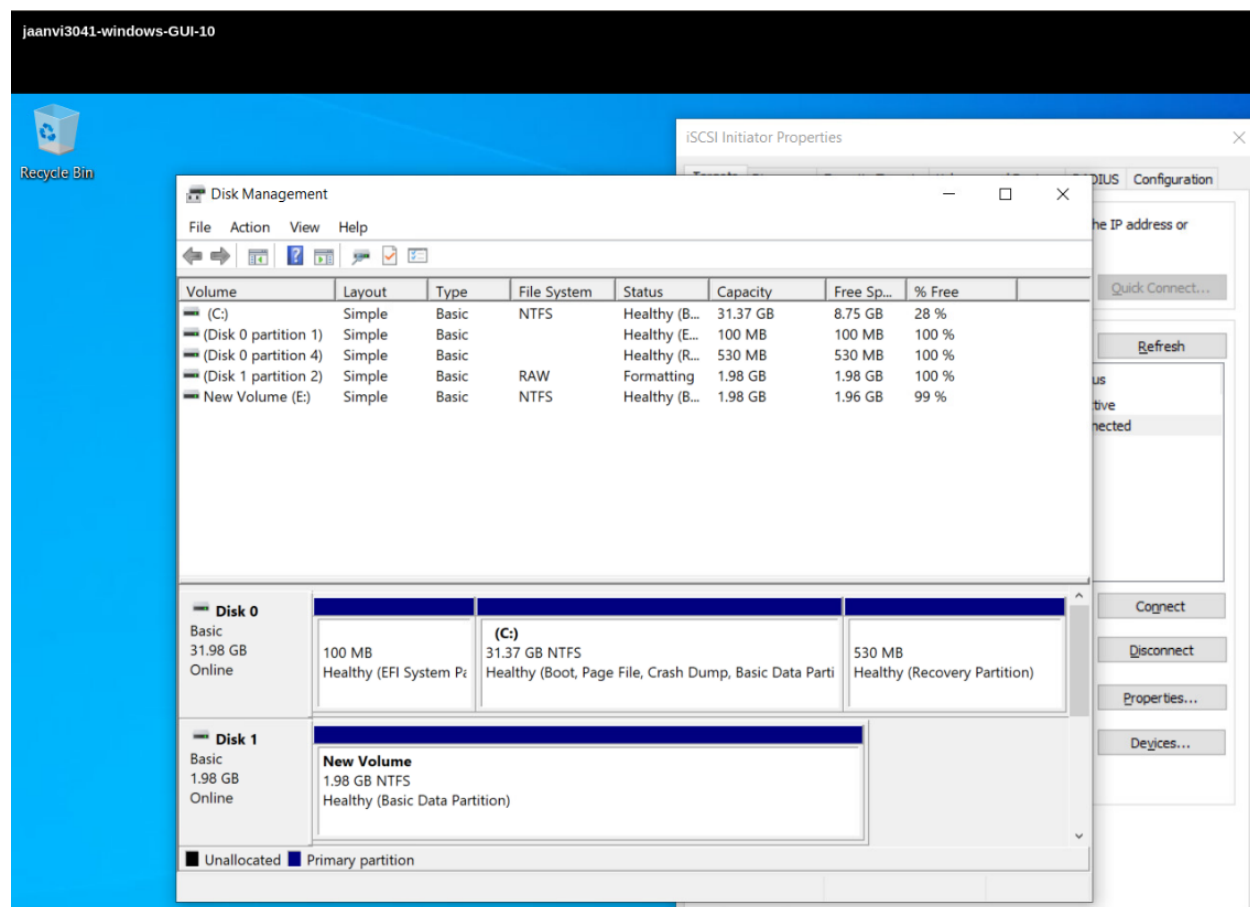 jaanvi3041-windows-GUI-10
Recycle Bin
iSCSI Initiator Properties
Configuration
he IP address or
Quick Connect...
Refresh
nected
Connect
Disconnect
Properties...
Devices...
Disk Management
File Action View Help
Volume Layout Type File System Status Capacity Free Sp... % Free
(C:) Simple Basic NTFS Healthy (B... 31.37 GB 8.75 GB 28 %
(Disk 0 partition 1) Simple Basic Healthy (E... 100 MB 100 MB 100 %
(Disk 0 partition 4) Simple Basic Healthy (R... 530 MB 530 MB 100 %
(Disk 1 partition 2) Simple Basic RAW Formatting 1.98 GB 1.98 GB 100 %
New Volume (E:) Simple Basic NTFS Healthy (B... 1.98 GB 1.96 GB 99 %
Disk 0
Basic
31.98 GB
Online
100 MB
Healthy (EFI System Pa
(C:)
31.37 GB NTFS
Healthy (Boot, Page File, Crash Dump, Basic Data Parti
530 MB
Healthy (Recovery Partition)
Disk 1
Basic
1.98 GB
Online
New Volume
1.98 GB NTFS
Healthy (Basic Data Partition)
Unallocated Primary partition